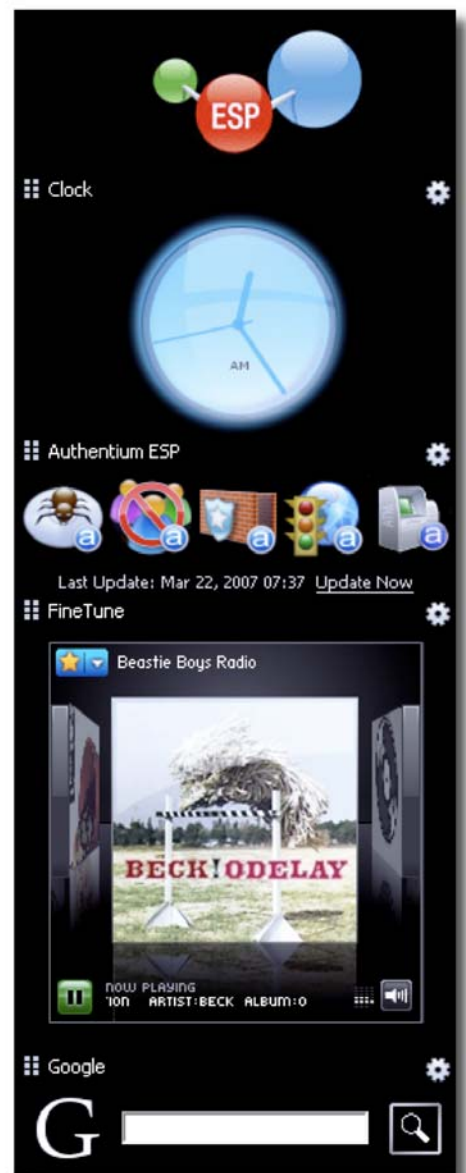 ESP
Clock
AM
Authentium ESP
a a a a a
Last Update: Mar 22, 2007 07:37 Update Now
FineTune
Beastie Boys Radio
BECK!ODELAY
NOW PLAYING
ION ARTIST:BECK ALBUM:O
Google
G